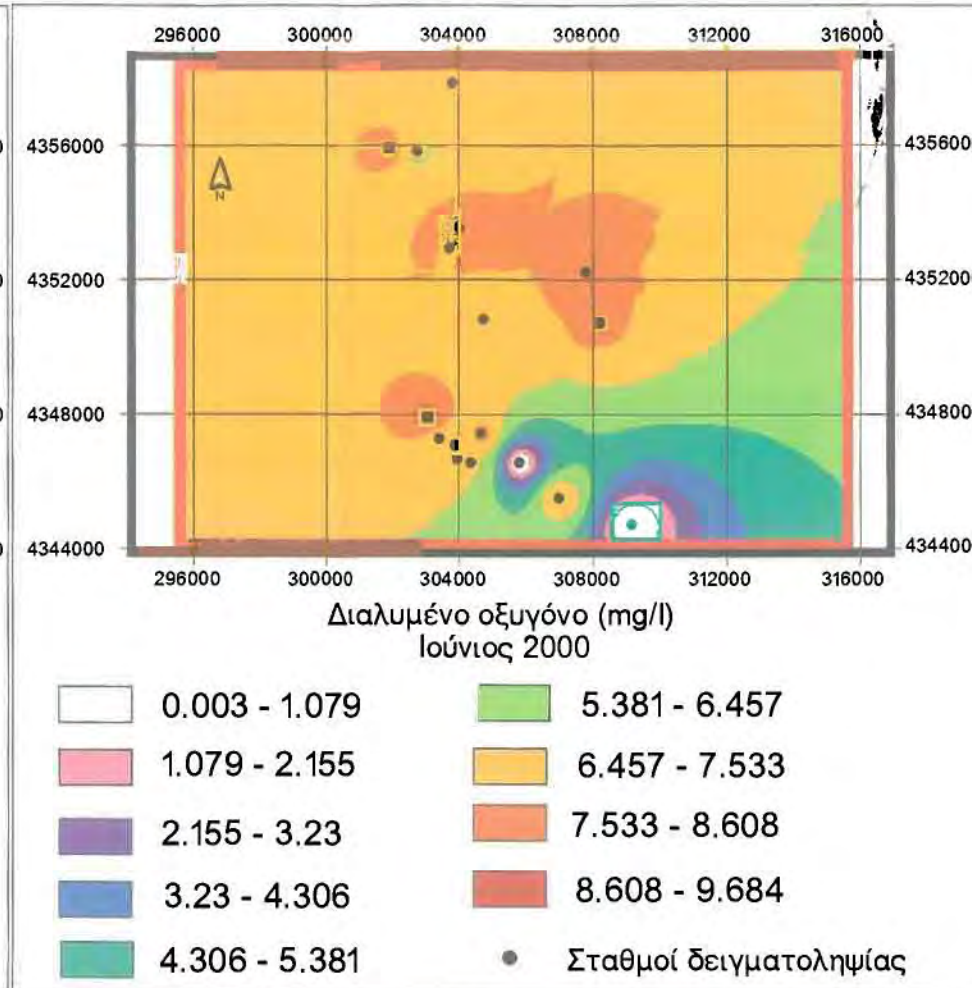 296000 300000 304000 308000 312000 316000
4356000 4356000
N
4352000 4352000
4348000 4348000
4344000 4344000
296000 300000 304000 308000 312000 316000
Διαλυμένο οξυγόνο (mg/l)
Ιούνιος 2000
0.003 - 1.079 5.381 - 6.457
1.079 - 2.155 6.457 - 7.533
2.155 - 3.23 7.533 - 8.608
3.23 - 4.306 8.608 - 9.684
4.306 - 5.381 Σταθμοί δειγματοληψίας